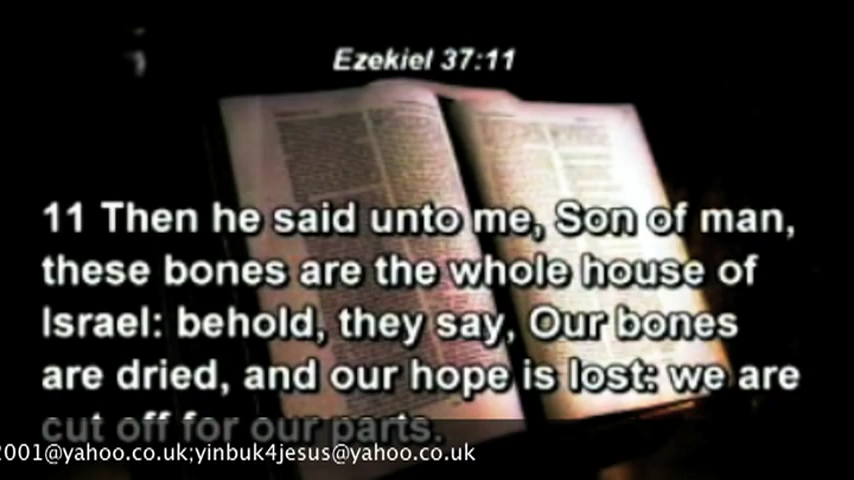 Ezekiel 37:11
11 Then he said unto me, Son of man,
these bones are the whole house of
Israel: behold, they say, Our bones
are dried, and our hope is lost: we are
cut off for our parts.
2001@yahoo.co.uk;yinbuk4jesus@yahoo.co.uk